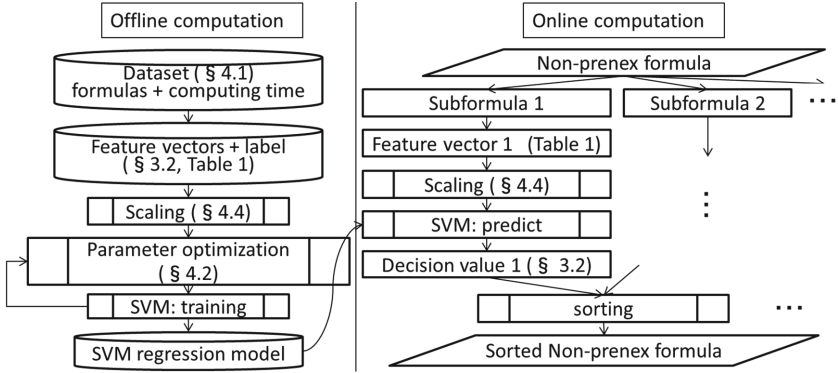 Offline computation
Dataset ( § 4.1)
formulas + computing time
Feature vectors + label
( § 3.2, Table 1)
Scaling ( § 4.4)
Parameter optimization
( § 4.2)
SVM: training
SVM regression model
Online computation
Non-prenex formula
Subformula 1
Subformula 2
...
Feature vector 1 (Table 1)
Scaling ( § 4.4)
SVM: predict
Decision value 1 ( § 3.2)
sorting
...
Sorted Non-prenex formula